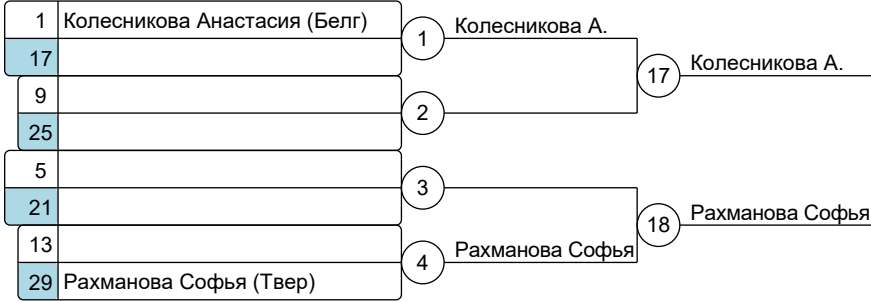 1 Колесникова Анастасия (Белг)
1 Колесникова А.
17
17 Колесникова А.
9
2
25
5
3
21
18 Рахманова Софья
13
4 Рахманова Софья
29 Рахманова Софья (Твер)